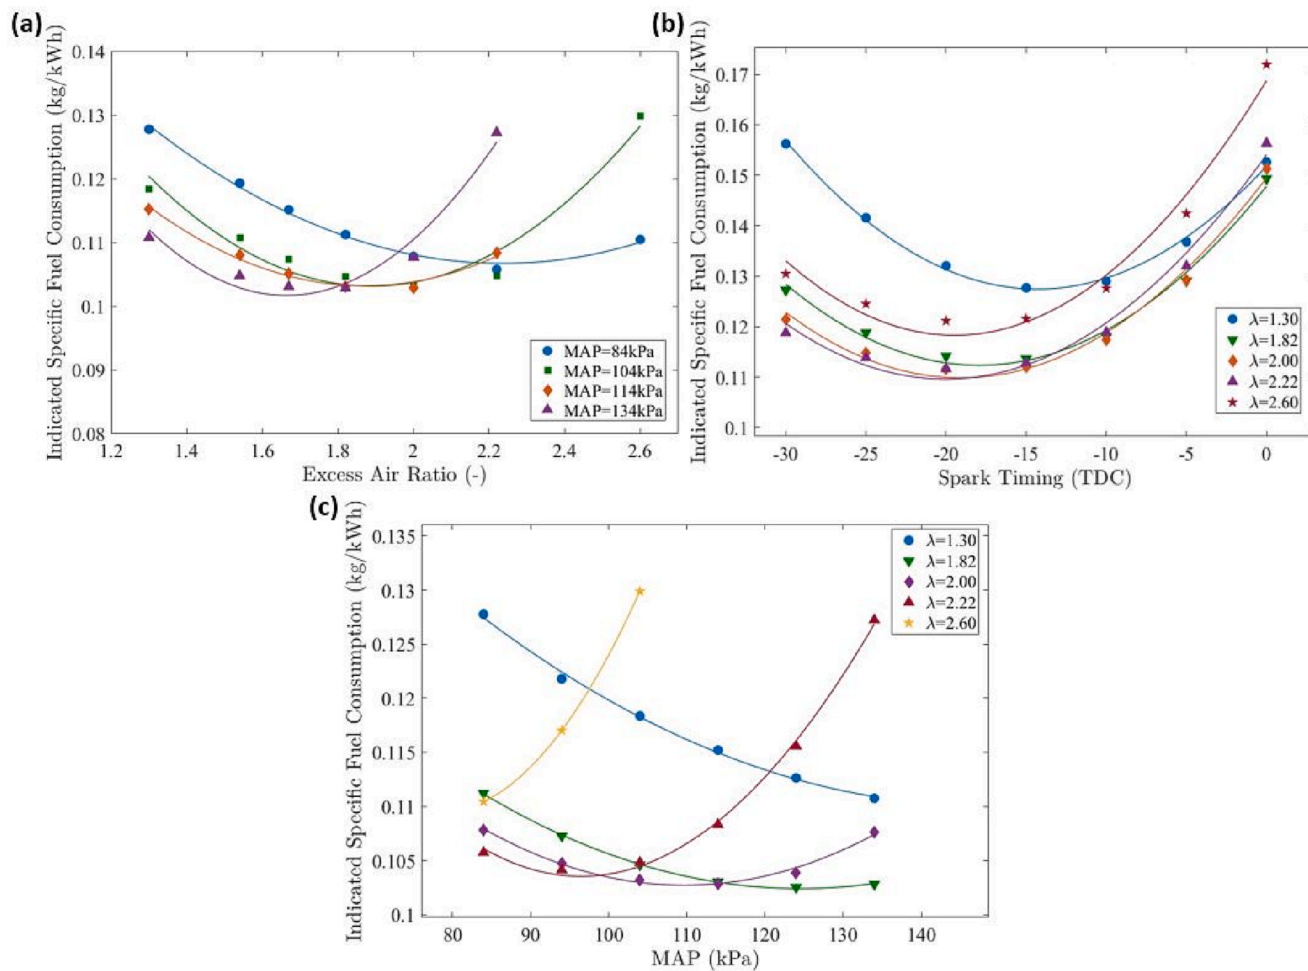 (a)
Indicated Specific Fuel Consumption (kg/kWh)
0.14
0.13
0.12
0.11
0.1
0.09
0.08
1.2
1.4
1.6
1.8
2
2.2
2.4
2.6
Excess Air Ratio (-)
MAP=84kPa
MAP=104kPa
MAP=114kPa
MAP=134kPa
(b)
Indicated Specific Fuel Consumption (kg/kWh)
0.17
0.16
0.15
0.14
0.13
0.12
0.11
0.1
-30
-25
-20
-15
-10
-5
0
Spark Timing (TDC)
λ=1.30
λ=1.82
λ=2.00
λ=2.22
λ=2.60
(c)
Indicated Specific Fuel Consumption (kg/kWh)
0.135
0.13
0.125
0.12
0.115
0.11
0.105
0.1
80
90
100
110
120
130
140
MAP (kPa)
λ=1.30
λ=1.82
λ=2.00
λ=2.22
λ=2.60